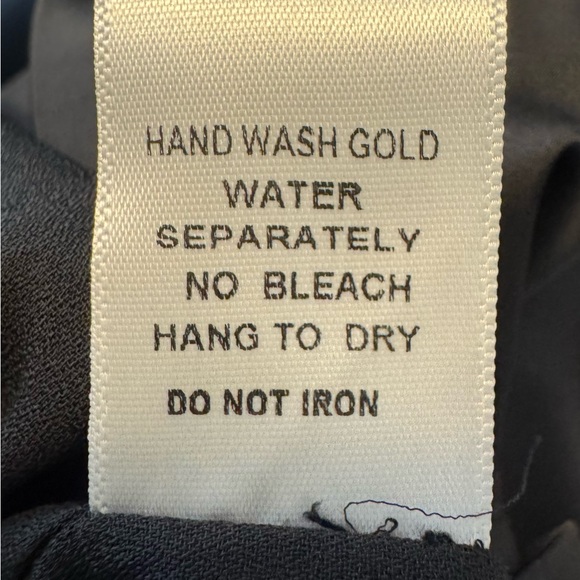 HAND WASH GOLD
WATER
SEPARATELY
NO BLEACH
HANG TO DRY
DO NOT IRON